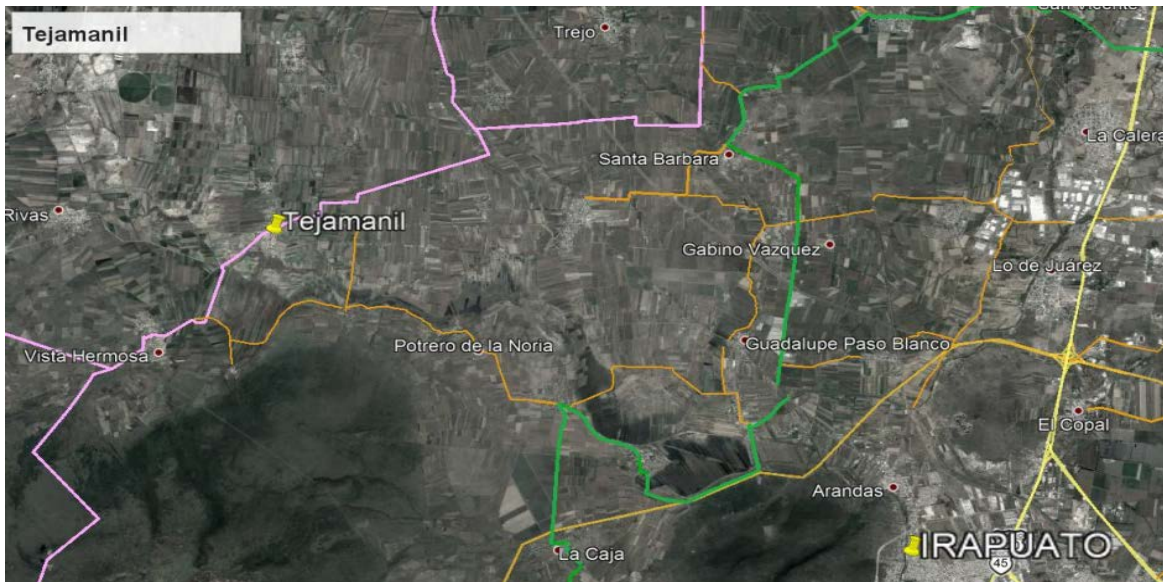 Tejamanil
San Vicente
Trejo
La Calera
Santa Barbara
Rivas
Tejamanil
Gabino Vazquez
Lo de Juárez
Vista Hermosa
Potrero de la Noria
Guadalupe Paso Blanco
El Copal
Arandas
IRAPUATO
La Caja
45